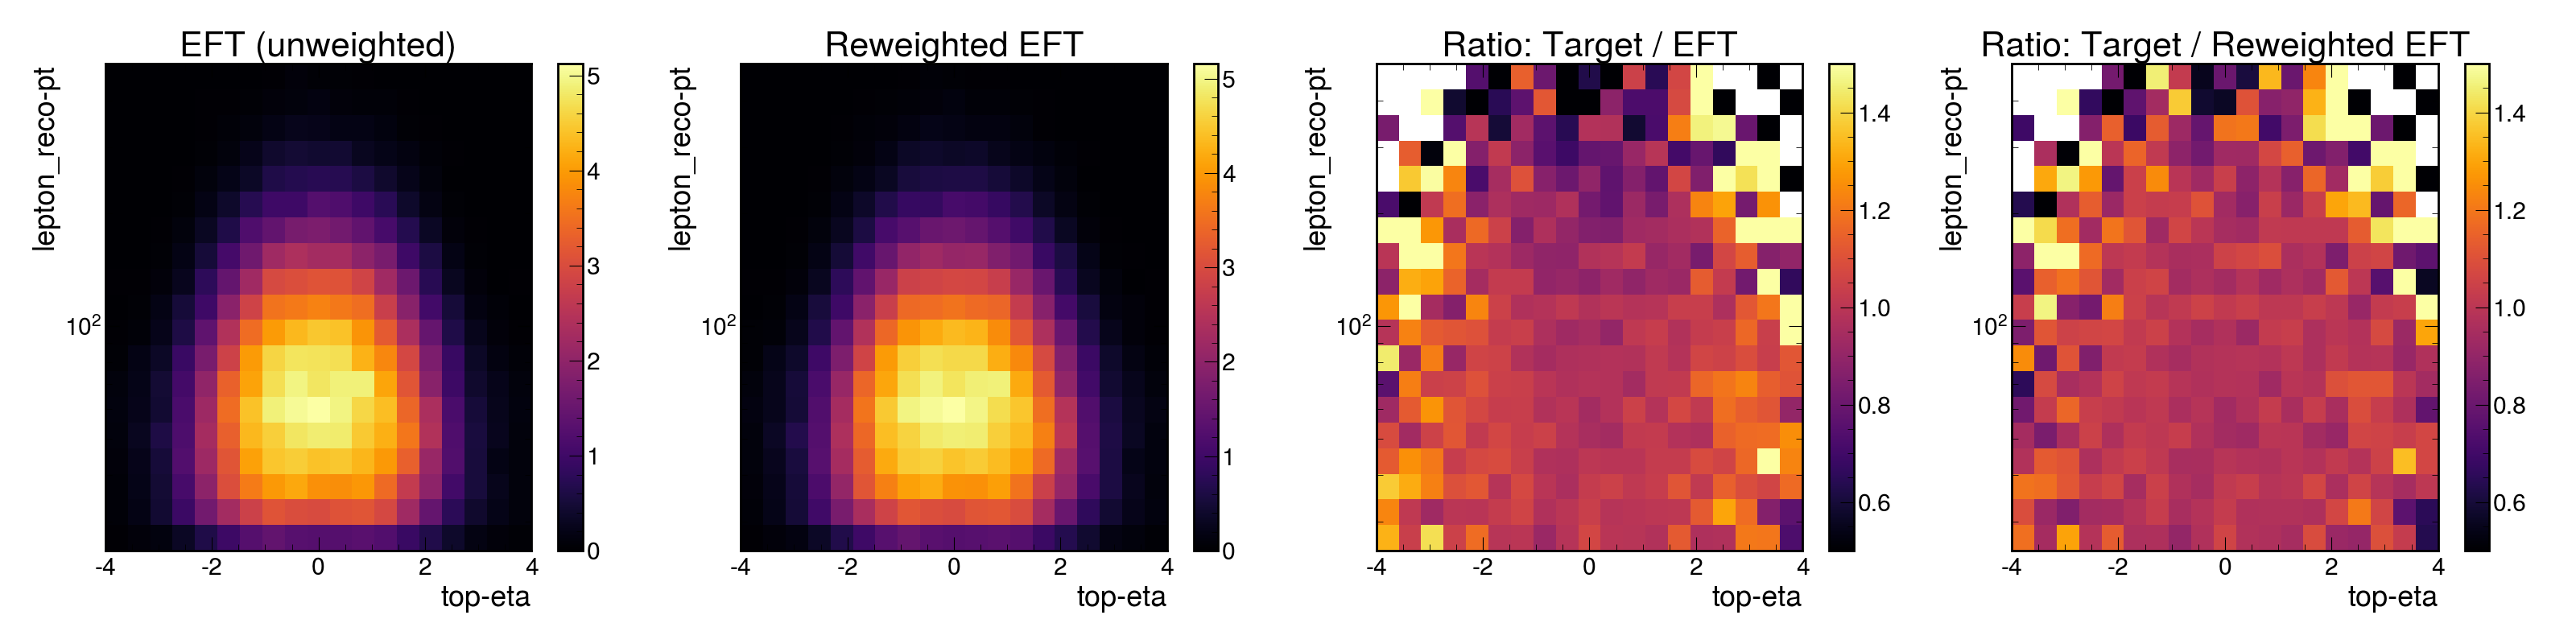 EFT (unweighted)
lepton_reco-pt
10²
-4 -2 0 2 4
top-eta
5
4
3
2
1
0
Reweighted EFT
lepton_reco-pt
10²
-4 -2 0 2 4
top-eta
5
4
3
2
1
0
Ratio: Target / EFT
lepton_reco-pt
10²
-4 -2 0 2 4
top-eta
1.4
1.2
1.0
0.8
0.6
Ratio: Target / Reweighted EFT
lepton_reco-pt
10²
-4 -2 0 2 4
top-eta
1.4
1.2
1.0
0.8
0.6